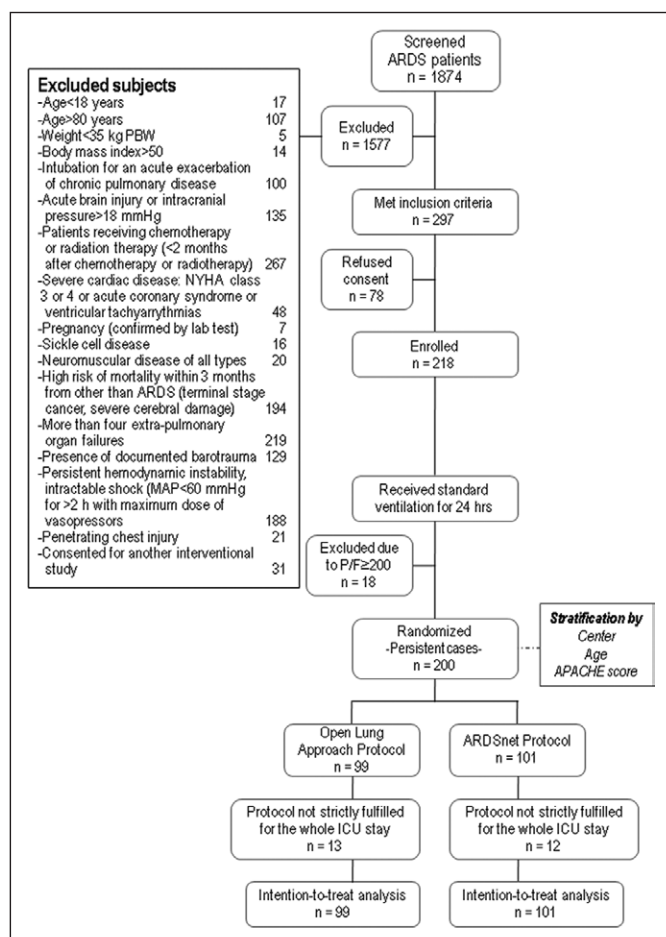 Screened
ARDS patients
n = 1874
Excluded
n = 1577
Excluded subjects
-Age<18 years 17
-Age>80 years 107
-Weight<35 kg PBW 5
-Body mass index>50 14
-Intubation for an acute exacerbation
of chronic pulmonary disease 100
-Acute brain injury or intracranial
pressure>18 mmHg 135
-Patients receiving chemotherapy
or radiation therapy (<2 months
after chemotherapy or radiotherapy) 267
-Severe cardiac disease: NYHA class
3 or 4 or acute coronary syndrome or
ventricular tachyarrythmias 48
-Pregnancy (confirmed by lab test) 7
-Sickle cell disease 16
-Neuromuscular disease of all types 20
-High risk of mortality within 3 months
from other than ARDS (terminal stage
cancer, severe cerebral damage) 194
-More than four extra-pulmonary
organ failures 219
-Presence of documented barotrauma 129
-Persistent hemodynamic instability,
intractable shock (MAP<60 mmHg
for >2 h with maximum dose of
vasopressors 188
-Penetrating chest injury 21
-Consented for another interventional
study 31
Met inclusion criteria
n = 297
Refused
consent
n = 78
Enrolled
n = 218
Received standard
ventilation for 24 hrs
Excluded due
to P/F≥200
n = 18
Randomized
-Persistent cases-
n = 200
Stratification by
Center
Age
APACHE score
Open Lung
Approach Protocol
n = 99
ARDSnet Protocol
n = 101
Protocol not strictly fulfilled
for the whole ICU stay
n = 13
Protocol not strictly fulfilled
for the whole ICU stay
n = 12
Intention-to-treat analysis
n = 99
Intention-to-treat analysis
n = 101